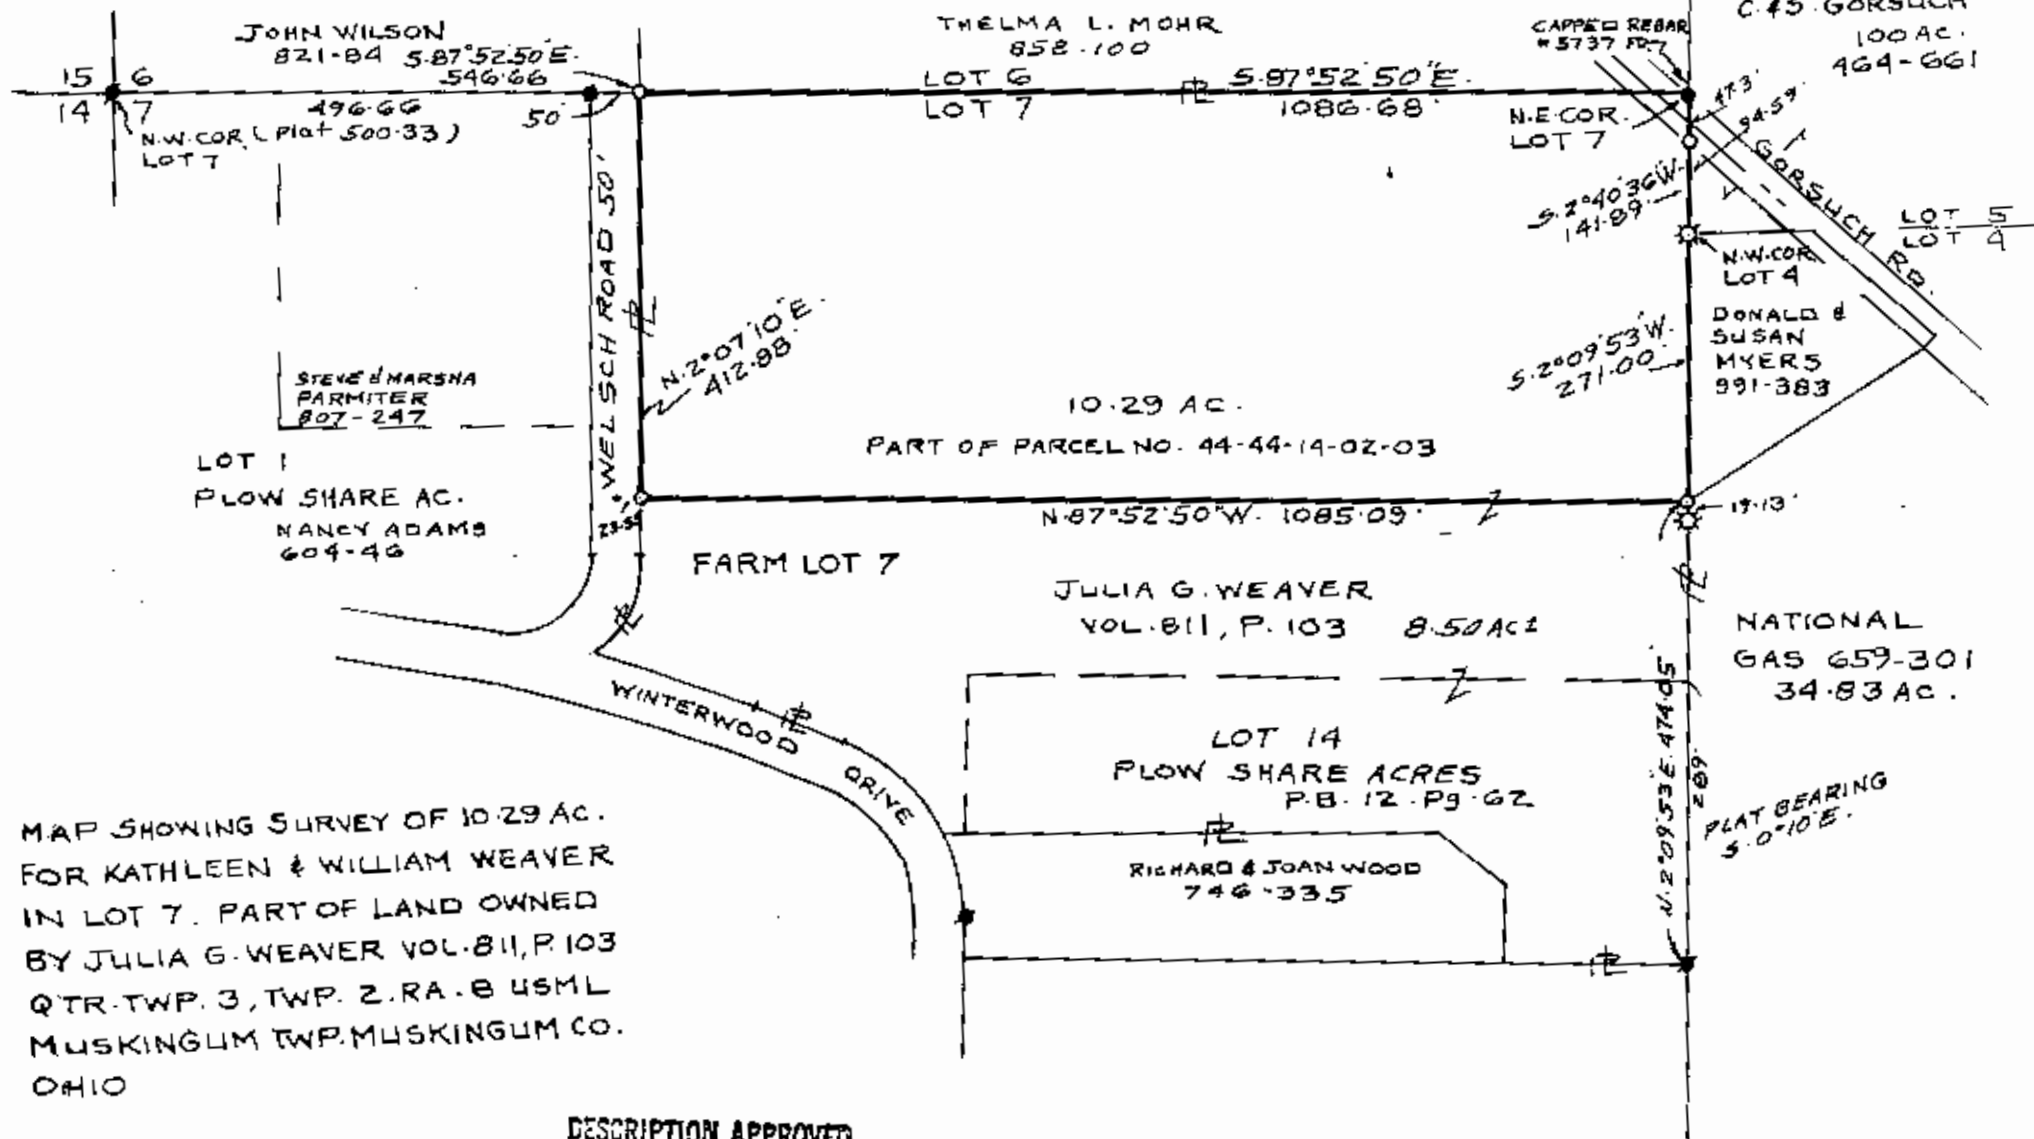 JOHN WILSON
821-84
S.87°52'50"E.
546.66
15 6
14 7
496.66
50'
N.W.COR. (Plat 500.33)
LOT 7
THELMA L. MOHR
858-100
LOT 6
LOT 7
S.87°52'50"E.
1086.68'
CAPPED REBAR
#5737 FD.
C.&S. GORSUCH
100 AC.
464-661
N.E.COR.
LOT 7
47.3'
94.59'
GORSUCH RD.
S.2°40'36"W.
141.89'
LOT 5
LOT 4
N.W.COR
LOT 4
DONALD &
SUSAN
MYERS
991-383
S.2°09'53"W.
271.00'
WELSCH ROAD 50'
N.2°07'10"E.
412.88'
STEVE & MARSHA
PARMITER
807-247
10.29 AC.
PART OF PARCEL NO. 44-44-14-02-03
LOT 1
PLOW SHARE AC.
NANCY ADAMS
604-46
N.87°52'50"W. 1085.09'
19.13'
FARM LOT 7
JULIA G. WEAVER
VOL.811, P.103 8.50AC±
NATIONAL
GAS 659-301
34.83 AC.
WINTERWOOD DRIVE
LOT 14
PLOW SHARE ACRES
P.B. 12. Pg. 62
N.2°09'53"E. 474.05'
289'
PLAT BEARING
S.0°10'E.
RICHARD & JOAN WOOD
746-335
MAP SHOWING SURVEY OF 10.29 AC.
FOR KATHLEEN & WILLIAM WEAVER
IN LOT 7. PART OF LAND OWNED
BY JULIA G. WEAVER VOL.811, P.103
QTR.TWP. 3, TWP. 2. RA. 8 USML
MUSKINGUM TWP. MUSKINGUM CO.
OHIO
DESCRIPTION APPROVED